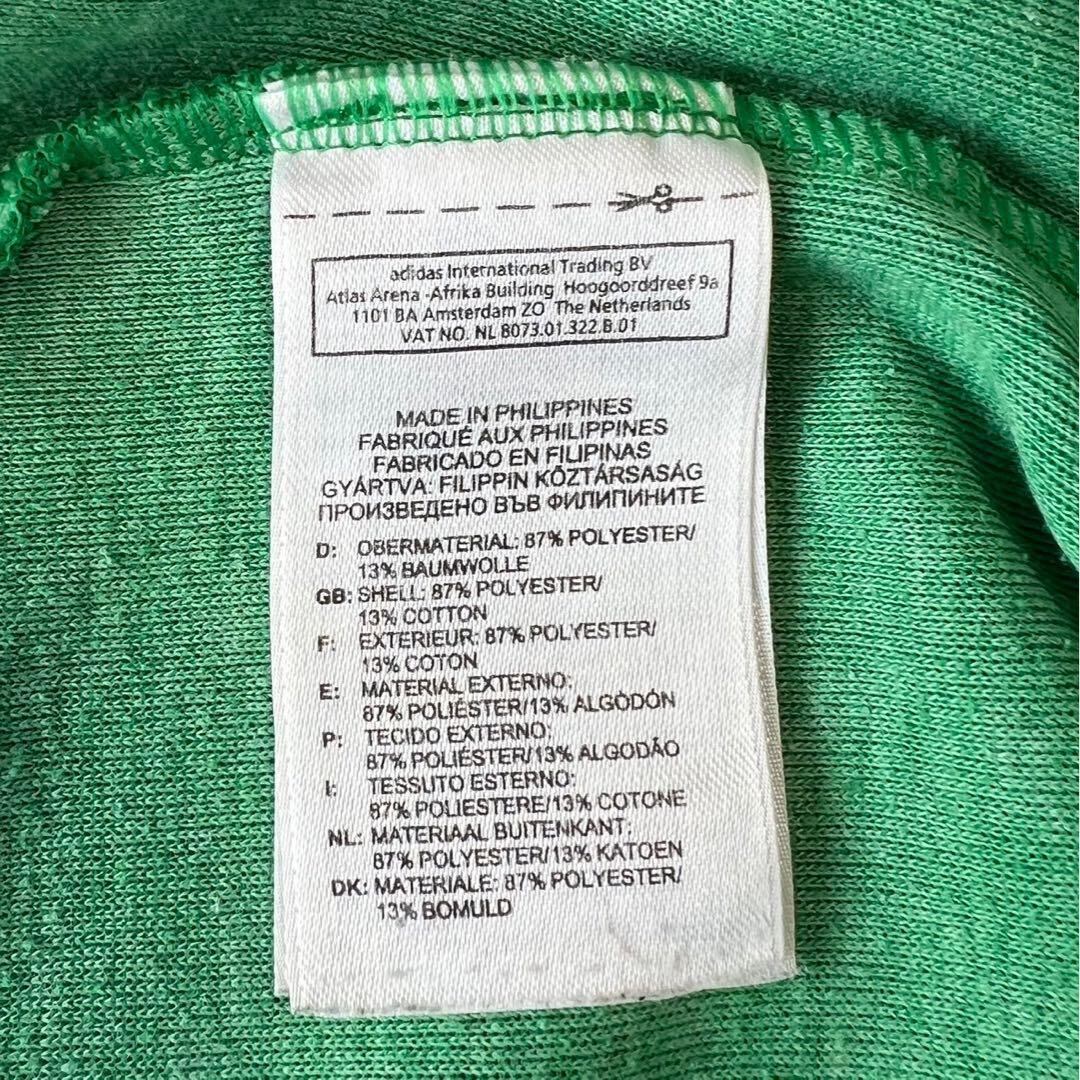 adidas International Trading BV
Atlas Arena -Afrika Building Hoogoorddreef 9a
1101 BA Amsterdam ZO The Netherlands
VAT NO. NL 8073.01.322.B.01
MADE IN PHILIPPINES
FABRIQUÉ AUX PHILIPPINES
FABRICADO EN FILIPINAS
GYÁRTVA: FILIPPIN KÖZTÁRSASÁG
ПРОИЗВЕДЕНО ВЪВ ФИЛИПИНИТЕ
D: OBERMATERIAL: 87% POLYESTER/
13% BAUMWOLLE
GB: SHELL: 87% POLYESTER/
13% COTTON
F: EXTERIEUR: 87% POLYESTER/
13% COTON
E: MATERIAL EXTERNO:
87% POLIÉSTER/13% ALGODÓN
P: TECIDO EXTERNO:
87% POLIÉSTER/13% ALGODÃO
I: TESSUTO ESTERNO:
87% POLIESTERE/13% COTONE
NL: MATERIAAL BUITENKANT:
87% POLYESTER/13% KATOEN
DK: MATERIALE: 87% POLYESTER/
13% BOMULD